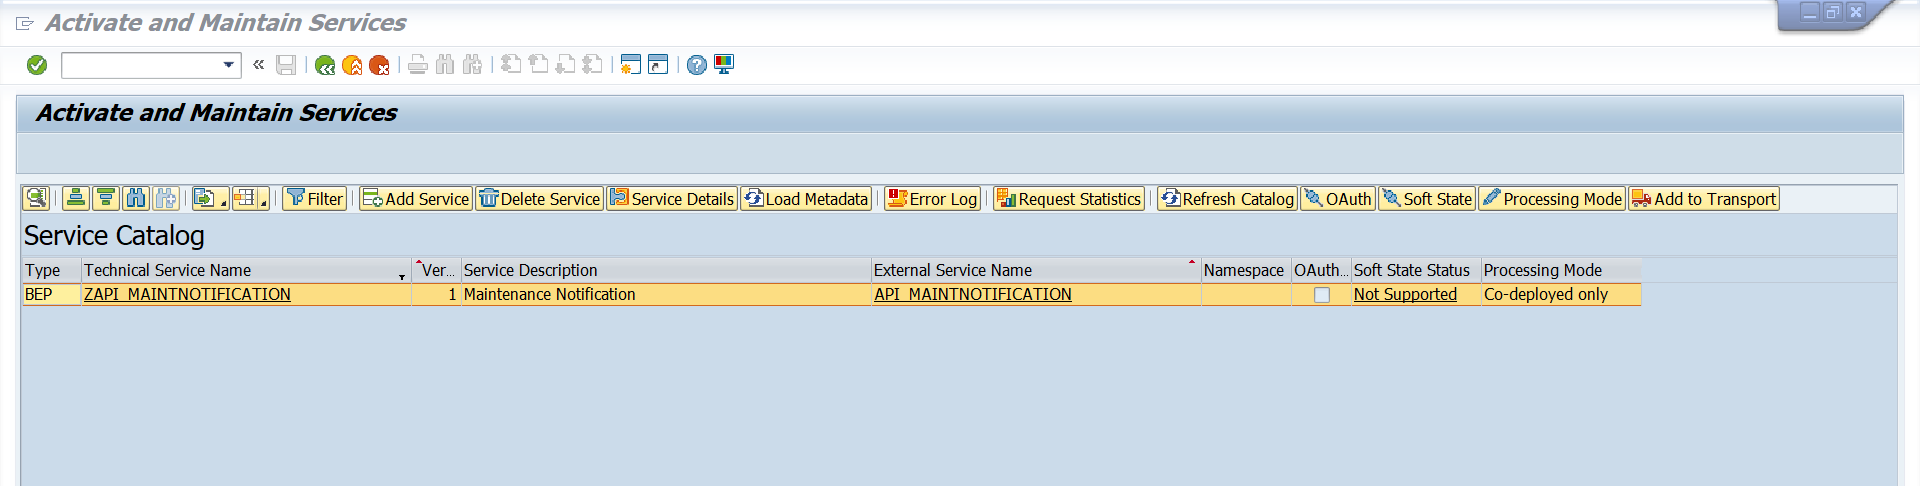 Activate and Maintain Services
Activate and Maintain Services
Filter Add Service Delete Service Service Details Load Metadata Error Log Request Statistics Refresh Catalog OAuth Soft State Processing Mode Add to Transport
Service Catalog
Type Technical Service Name Ver... Service Description External Service Name Namespace OAuth... Soft State Status Processing Mode
BEP ZAPI_MAINTNOTIFICATION 1 Maintenance Notification API_MAINTNOTIFICATION Not Supported Co-deployed only